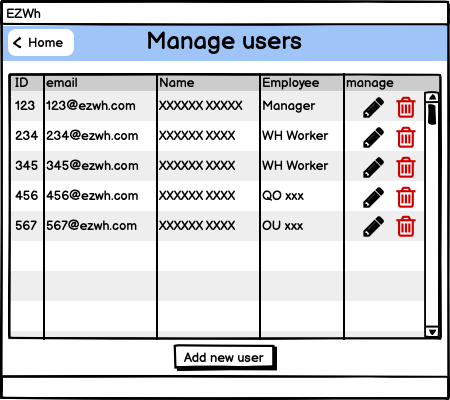 EZWh
Home
Manage users
ID email Name Employee manage
123 123@ezwh.com XXXXXX XXXXX Manager
234 234@ezwh.com XXXXXX XXXX WH Worker
345 345@ezwh.com XXXXXX XXXX WH Worker
456 456@ezwh.com XXXXXX XXXX QO xxx
567 567@ezwh.com XXXXXX XXXX OU xxx
Add new user